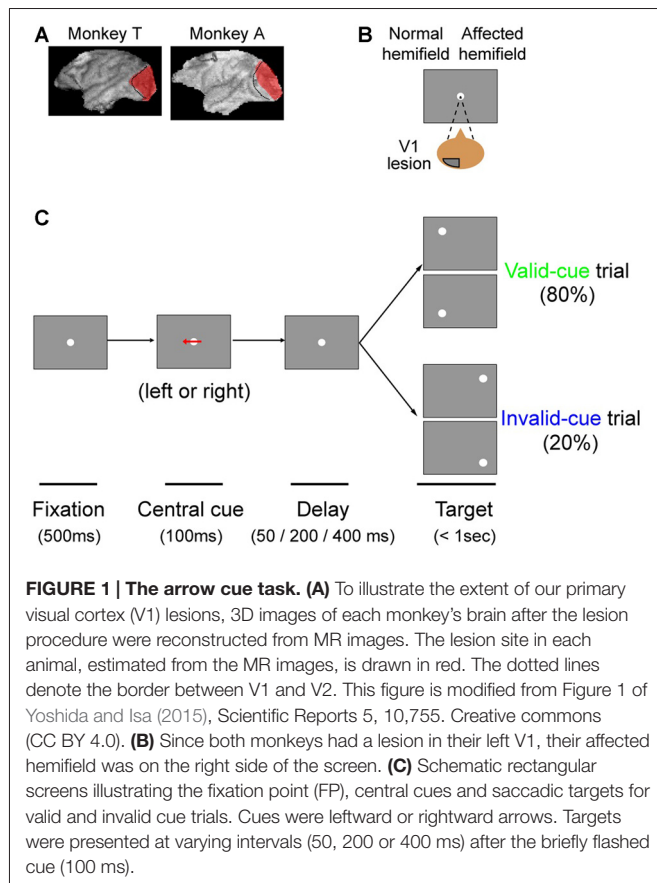 A Monkey T Monkey A
B Normal Affected
hemifield hemifield
V1
lesion
C
Valid-cue trial
(80%)
(left or right)
Invalid-cue trial
(20%)
Fixation Central cue Delay Target
(500ms) (100ms) (50 / 200 / 400 ms) (< 1sec)
FIGURE 1 | The arrow cue task. (A) To illustrate the extent of our primary
visual cortex (V1) lesions, 3D images of each monkey's brain after the lesion
procedure were reconstructed from MR images. The lesion site in each
animal, estimated from the MR images, is drawn in red. The dotted lines
denote the border between V1 and V2. This figure is modified from Figure 1 of
Yoshida and Isa (2015), Scientific Reports 5, 10,755. Creative commons
(CC BY 4.0). (B) Since both monkeys had a lesion in their left V1, their affected
hemifield was on the right side of the screen. (C) Schematic rectangular
screens illustrating the fixation point (FP), central cues and saccadic targets for
valid and invalid cue trials. Cues were leftward or rightward arrows. Targets
were presented at varying intervals (50, 200 or 400 ms) after the briefly flashed
cue (100 ms).